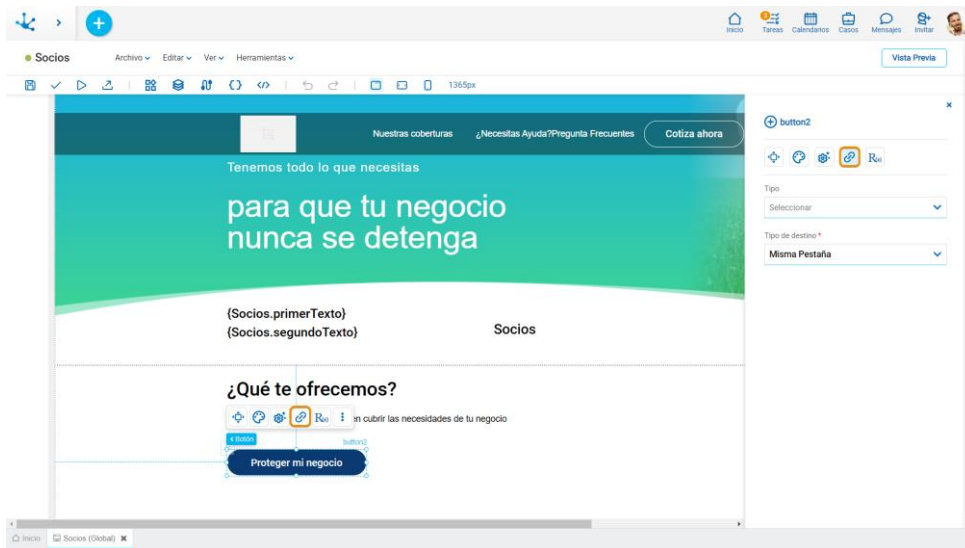 3
Inicio
Tareas
Calendarios
Casos
Mensajes
Invitar
Socios
Archivo
Editar
Ver
Herramientas
Vista Previa
1365px
Nuestras coberturas
¿Necesitas Ayuda?Pregunta Frecuentes
Cotiza ahora
Tenemos todo lo que necesitas
para que tu negocio
nunca se detenga
{Socios.primerTexto}
{Socios.segundoTexto}
Socios
¿Qué te ofrecemos?
en cubrir las necesidades de tu negocio
Botón
button2
Proteger mi negocio
button2
Tipo
Seleccionar
Tipo de destino *
Misma Pestaña
Inicio
Socios (Global)